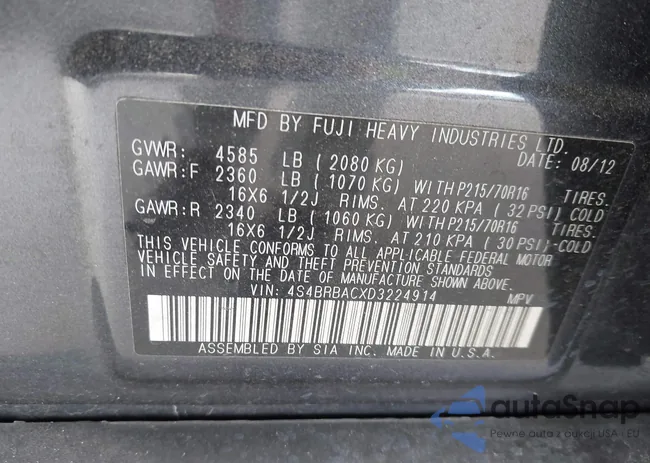 MFD BY FUJI HEAVY INDUSTRIES LTD.
GVWR: 4585 LB (2080 KG) DATE: 08/12
GAWR:F 2360 LB (1070 KG) WITH P215/70R16 TIRES.
16X6 1/2J RIMS. AT 220 KPA (32 PSI) COLD
GAWR:R 2340 LB (1060 KG) WITH P215/70R16 TIRES.
16X6 1/2J RIMS. AT 210 KPA (30 PSI) COLD
THIS VEHICLE CONFORMS TO ALL APPLICABLE FEDERAL MOTOR
VEHICLE SAFETY AND THEFT PREVENTION STANDARDS
IN EFFECT ON THE DATE OF MANUFACTURE SHOWN ABOVE.
VIN: 4S4BRBACXD3224914 MPV
ASSEMBLED BY SIA INC. MADE IN U.S.A.
autaSnap
Pewne auta z aukcji USA i EU